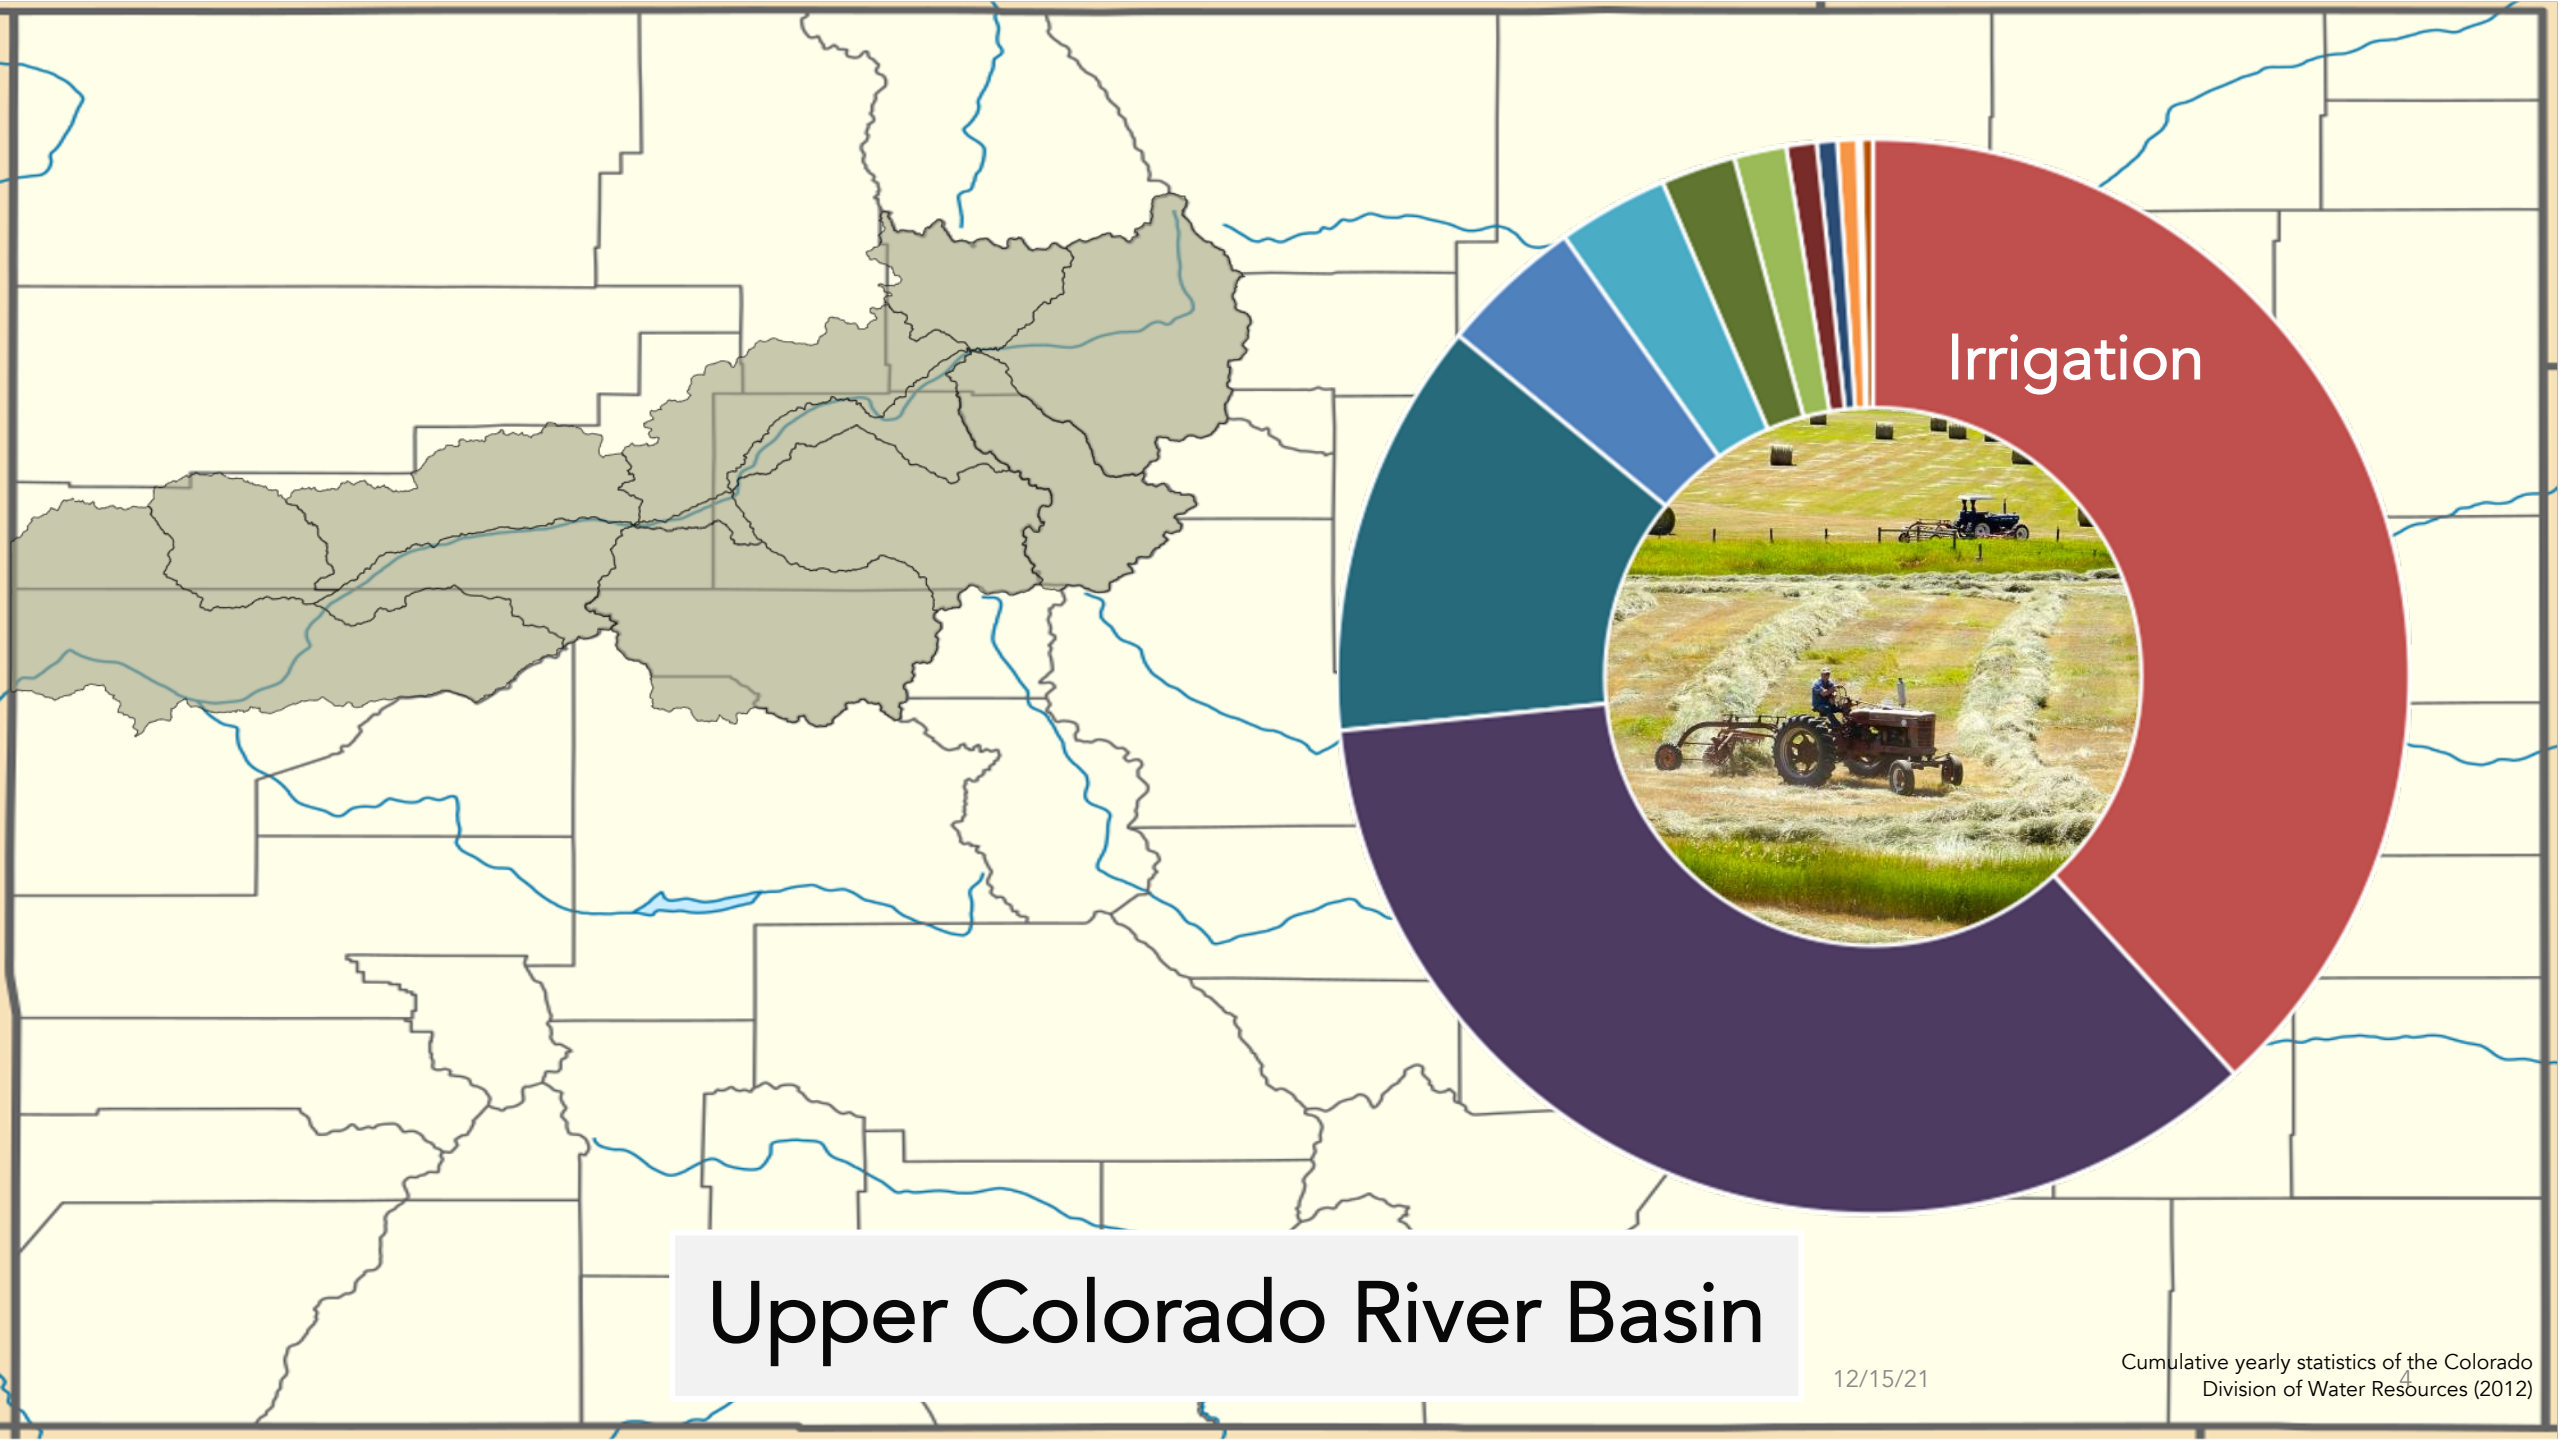 Irrigation
Upper Colorado River Basin
12/15/21
Cumulative yearly statistics of the Colorado
Division of Water Resources (2012)
4